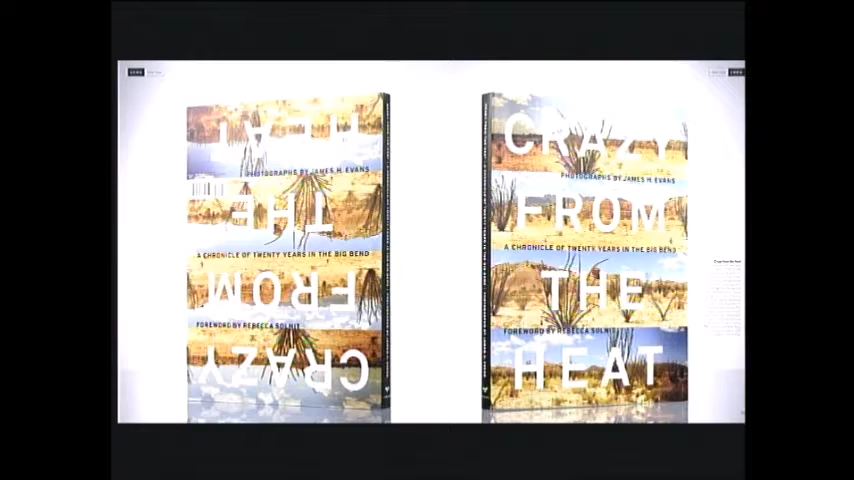 HEAT
PHOTOGRAPHS BY JAMES H. EVANS
THE
A CHRONICLE OF TWENTY YEARS IN THE BIG BEND
FROM
FOREWORD BY REBECCA SOLNIT
CRAZY
CRAZY
PHOTOGRAPHS BY JAMES H. EVANS
FROM
A CHRONICLE OF TWENTY YEARS IN THE BIG BEND
THE
FOREWORD BY REBECCA SOLNIT
HEAT